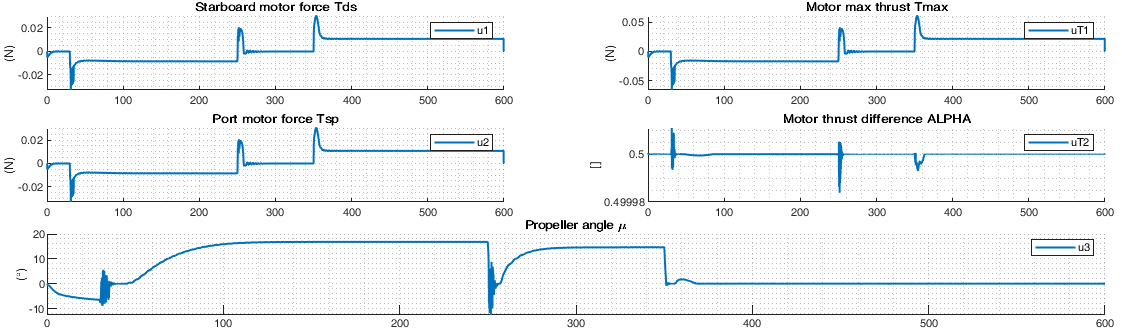 Starboard motor force Tds
0.02
0
-0.02
(N)
u1
0 100 200 300 400 500 600
Motor max thrust Tmax
0.05
0
-0.05
(N)
uT1
0 100 200 300 400 500 600
Port motor force Tsp
0.02
0
-0.02
(N)
u2
0 100 200 300 400 500 600
Motor thrust difference ALPHA
0.5
0.49998
[]
uT2
0 100 200 300 400 500 600
Propeller angle μ
20
10
0
-10
(°)
u3
0 100 200 300 400 500 600